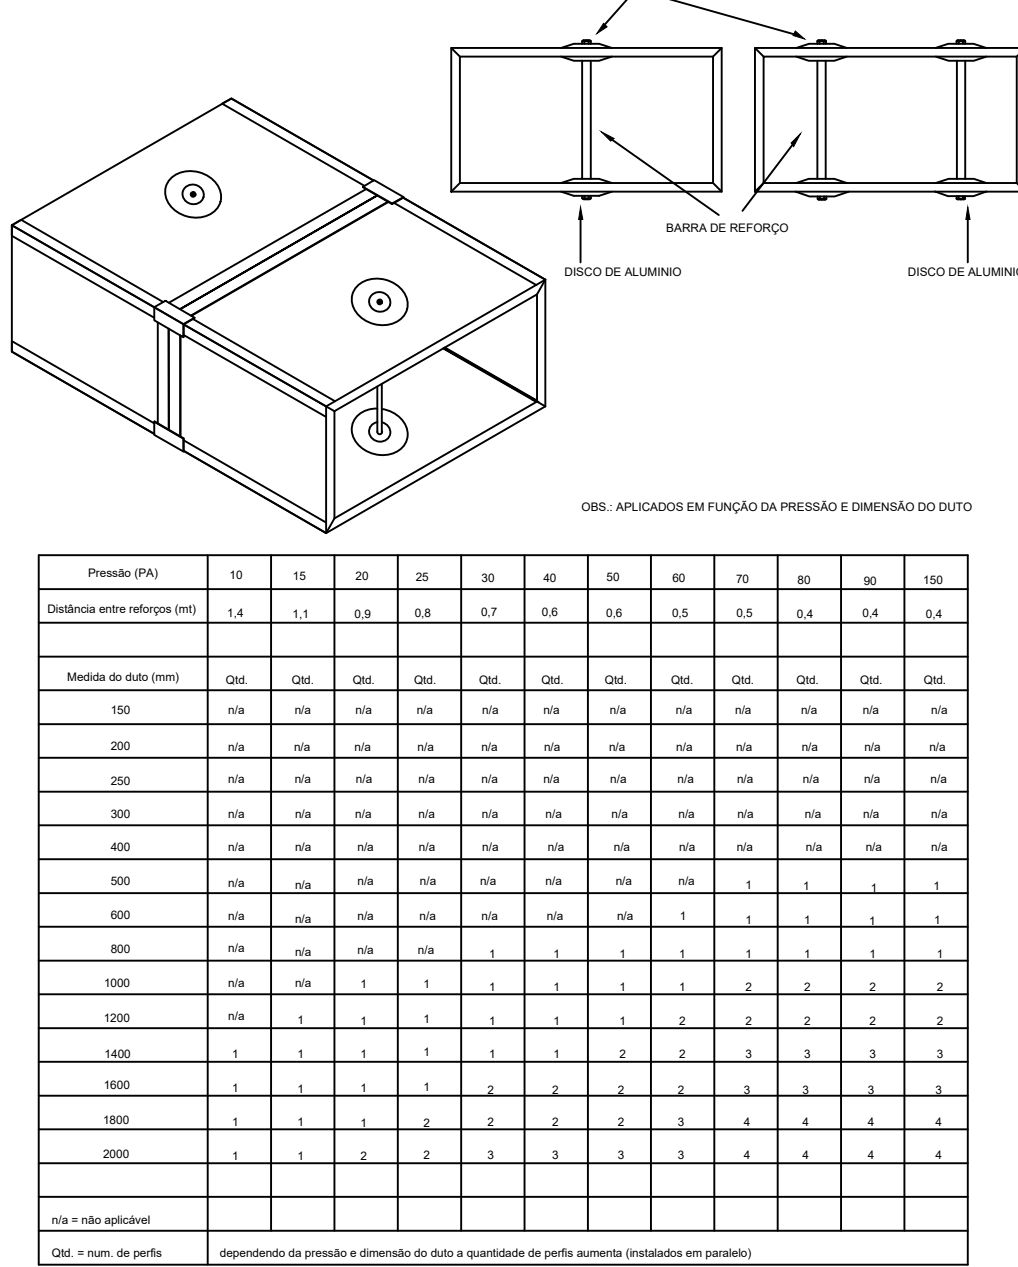 BARRA DE REFORÇO
DISCO DE ALUMINIO
DISCO DE ALUMINIO
OBS.: APLICADOS EM FUNÇÃO DA PRESSÃO E DIMENSÃO DO DUTO
Pressão (PA) 10 15 20 25 30 40 50 60 70 80 90 150
Distância entre reforços (mt) 1,4 1,1 0,9 0,8 0,7 0,6 0,6 0,5 0,5 0,4 0,4 0,4
Medida do duto (mm) Qtd. Qtd. Qtd. Qtd. Qtd. Qtd. Qtd. Qtd. Qtd. Qtd. Qtd. Qtd.
150 n/a n/a n/a n/a n/a n/a n/a n/a n/a n/a n/a n/a
200 n/a n/a n/a n/a n/a n/a n/a n/a n/a n/a n/a n/a
250 n/a n/a n/a n/a n/a n/a n/a n/a n/a n/a n/a n/a
300 n/a n/a n/a n/a n/a n/a n/a n/a n/a n/a n/a n/a
400 n/a n/a n/a n/a n/a n/a n/a n/a n/a n/a n/a n/a
500 n/a n/a n/a n/a n/a n/a n/a n/a 1 1 1 1
600 n/a n/a n/a n/a n/a n/a n/a 1 1 1 1 1
800 n/a n/a n/a n/a 1 1 1 1 1 1 1 1
1000 n/a n/a 1 1 1 1 1 1 2 2 2 2
1200 n/a 1 1 1 1 1 1 2 2 2 2 2
1400 1 1 1 1 1 1 2 2 3 3 3 3
1600 1 1 1 1 2 2 2 2 3 3 3 3
1800 1 1 1 2 2 2 2 3 4 4 4 4
2000 1 1 2 2 3 3 3 3 4 4 4 4
n/a = não aplicável
Qtd. = num. de perfis dependendo da pressão e dimensão do duto a quantidade de perfis aumenta (instalados em paralelo)